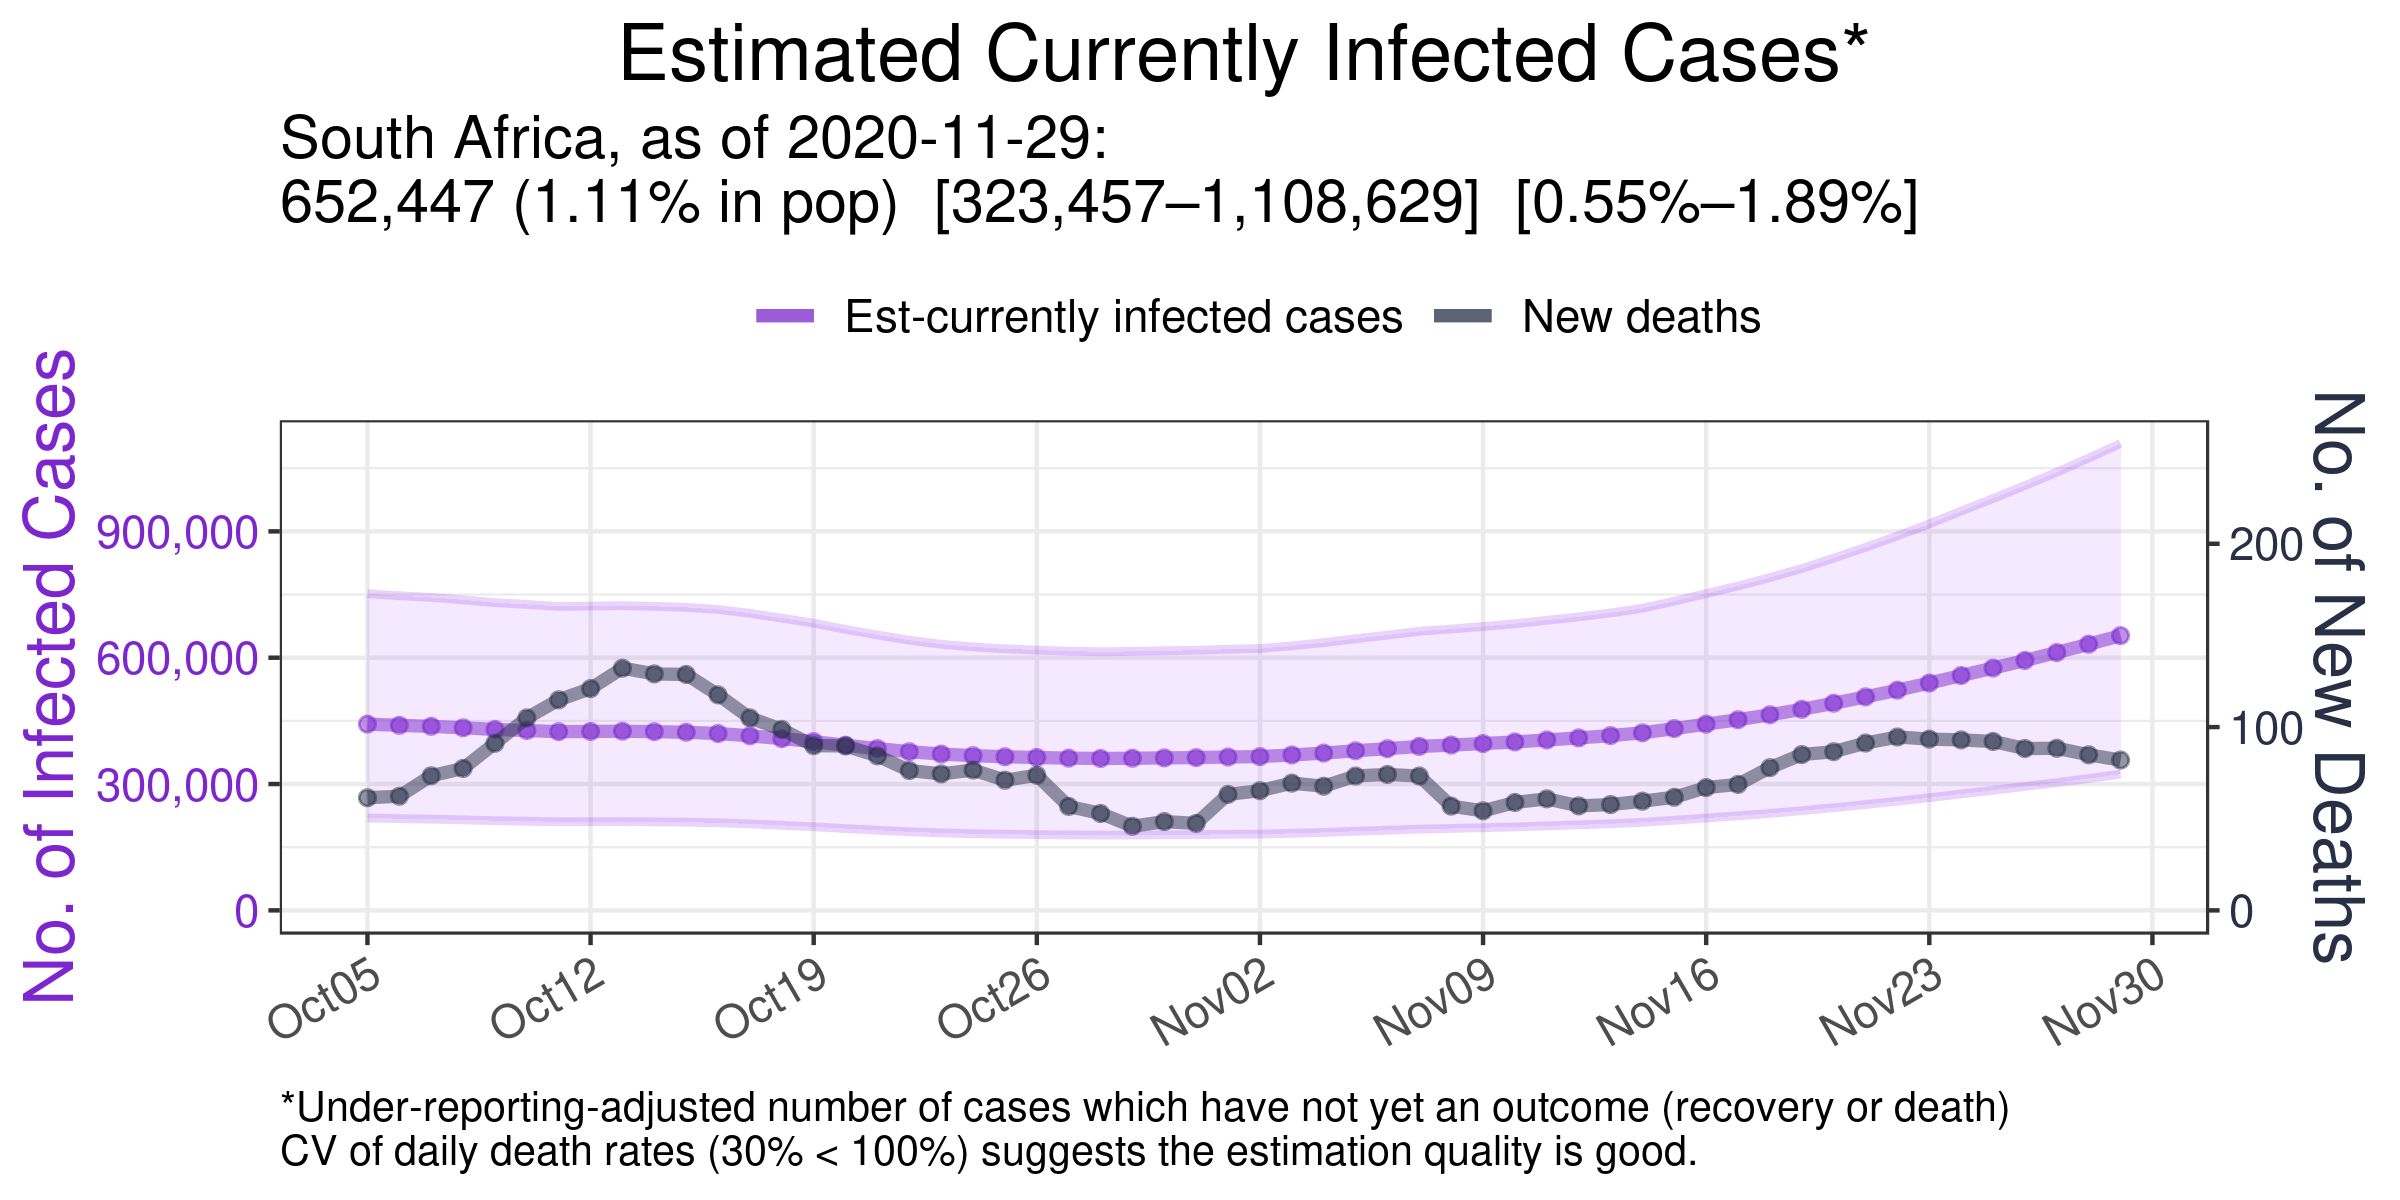 Estimated Currently Infected Cases*
South Africa, as of 2020-11-29:
652,447 (1.11% in pop)  [323,457–1,108,629]  [0.55%–1.89%]
Est-currently infected cases
New deaths
No. of Infected Cases
900,000
600,000
300,000
0
No. of New Deaths
200
100
0
Oct05
Oct12
Oct19
Oct26
Nov02
Nov09
Nov16
Nov23
Nov30
*Under-reporting-adjusted number of cases which have not yet an outcome (recovery or death)
CV of daily death rates (30% < 100%) suggests the estimation quality is good.